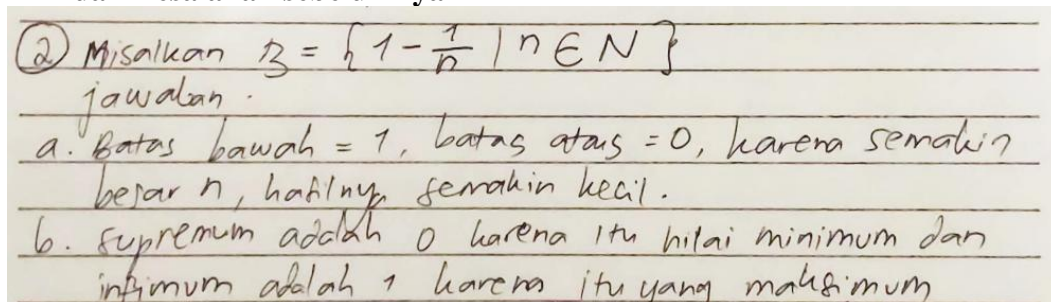 ② Misalkan B = { 1 - 1/n | n ∈ N }
jawaban.
a. Batas bawah = 1, batas atas = 0, karena semakin
besar n, hasilnya semakin kecil.
b. Supremum adalah 0 karena itu nilai minimum dan
infimum adalah 1 karena itu yang maksimum